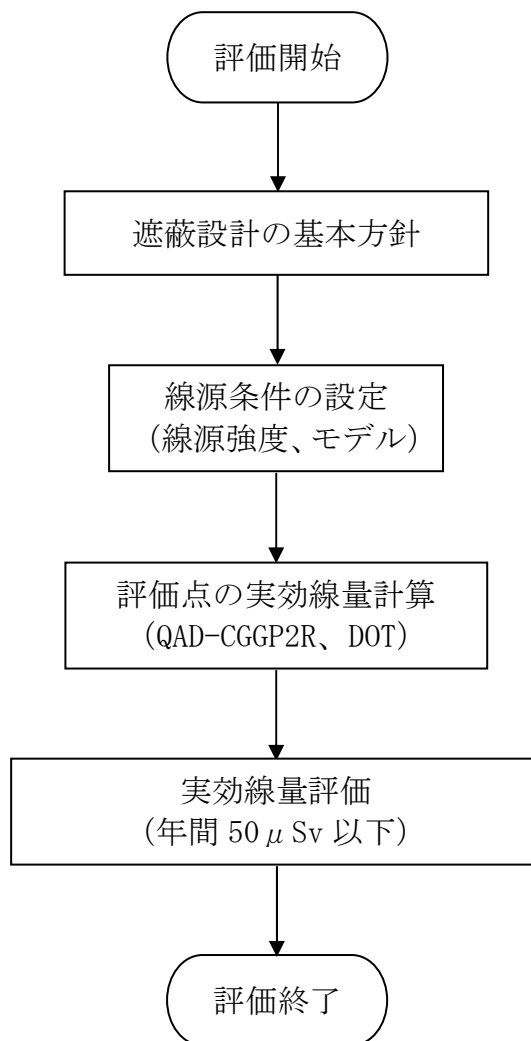 評価開始
遮蔽設計の基本方針
線源条件の設定
（線源強度、モデル）
評価点の実効線量計算
(QAD-CGGP2R、DOT)
実効線量評価
（年間 50μSv 以下）
評価終了